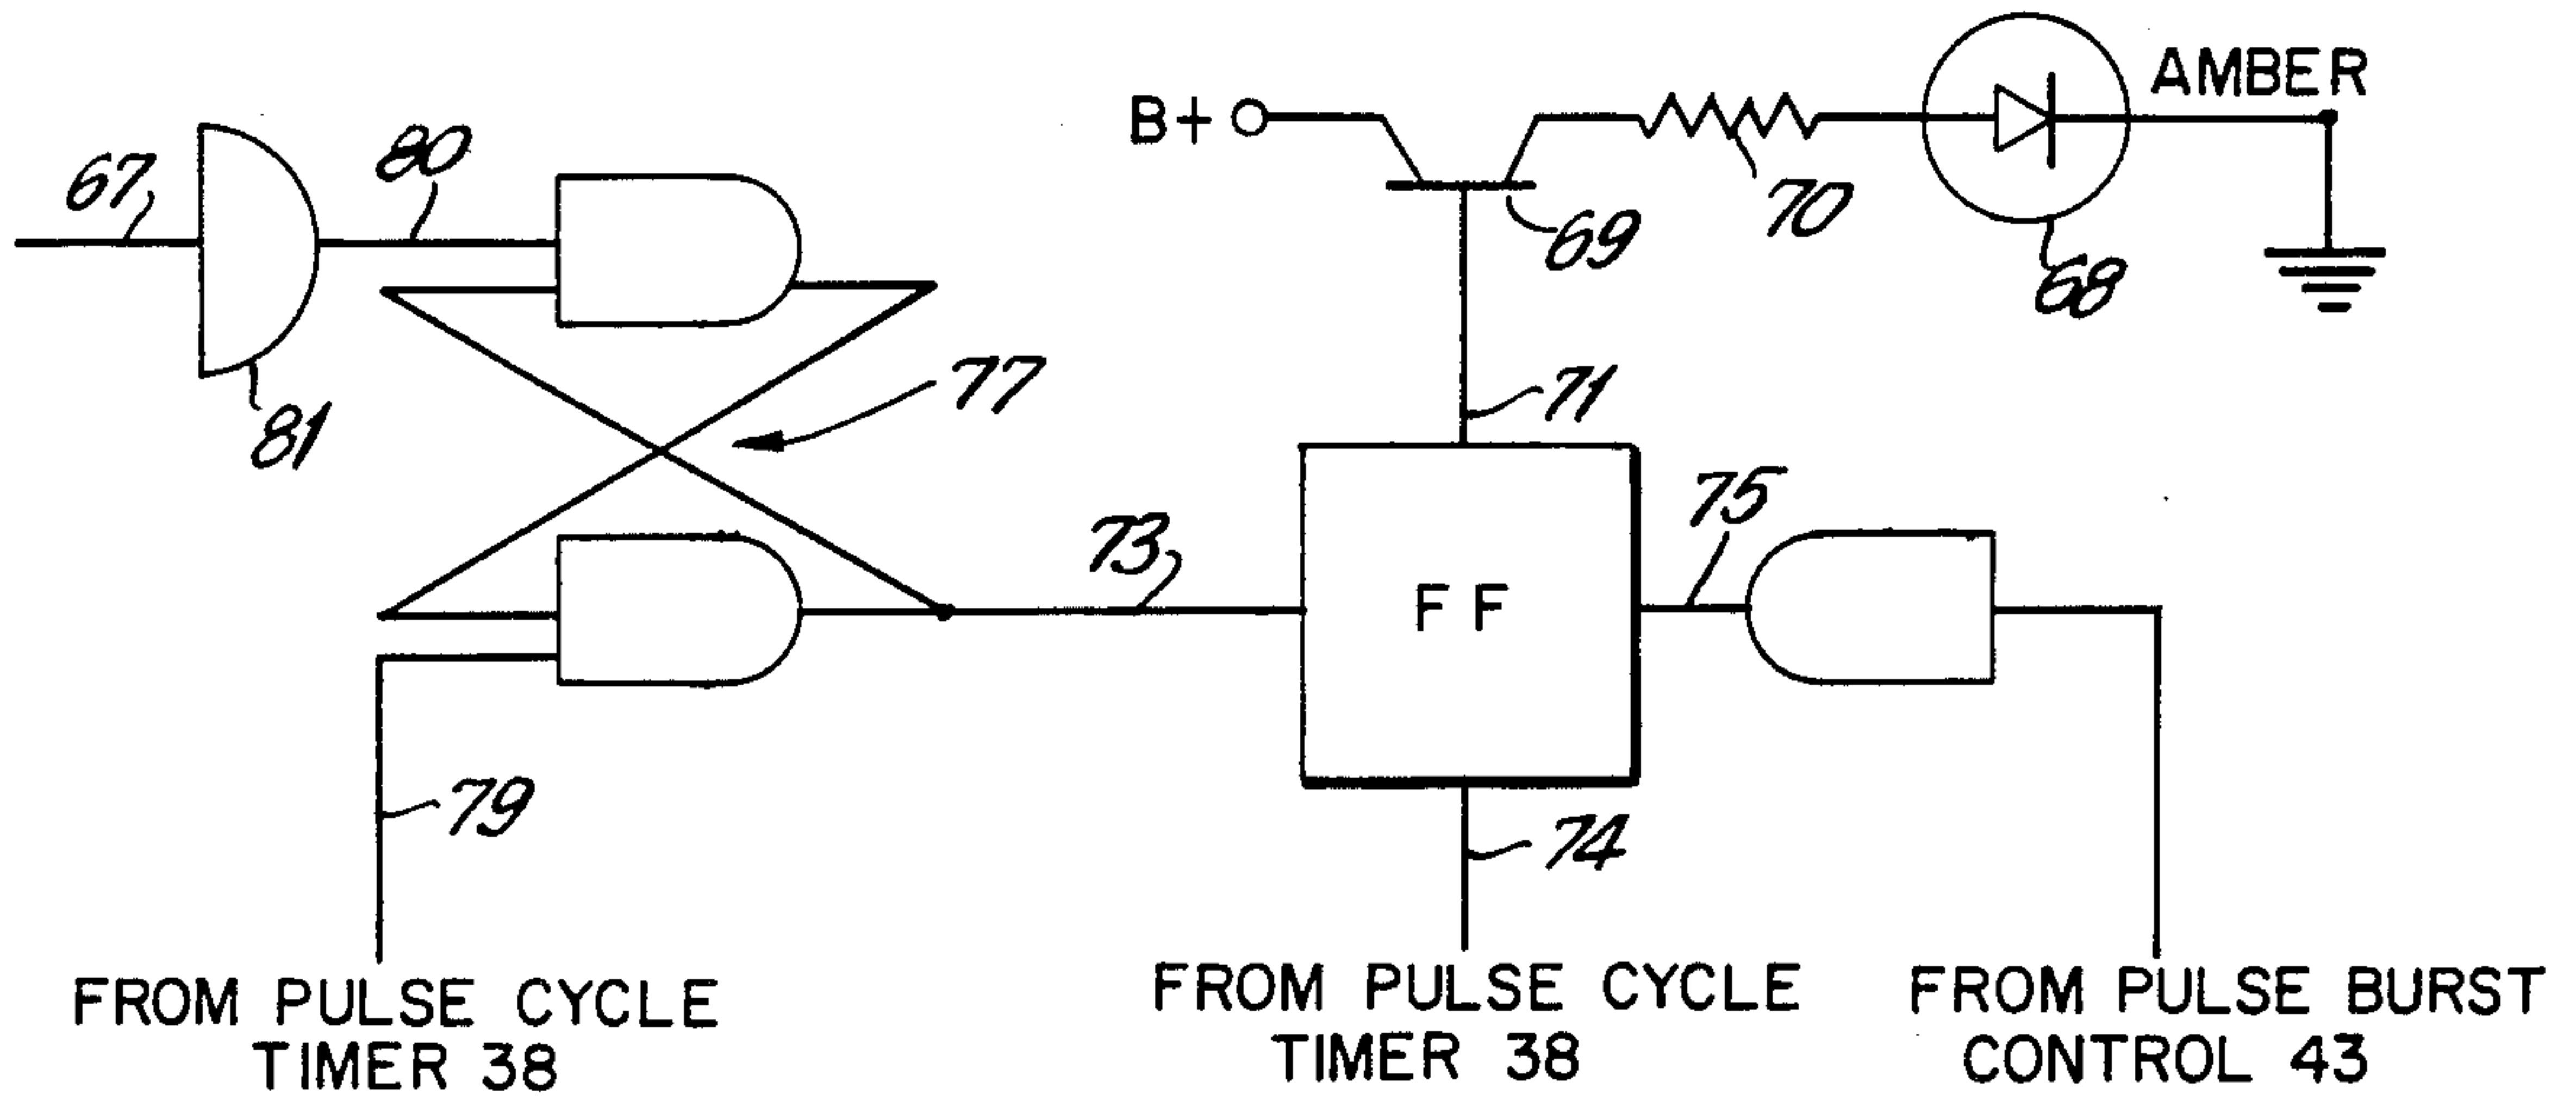 AMBER
B+
67
80
70
69
68
81
77
71
73
75
FF
79
74
FROM PULSE CYCLE
TIMER 38
FROM PULSE CYCLE
TIMER 38
FROM PULSE BURST
CONTROL 43